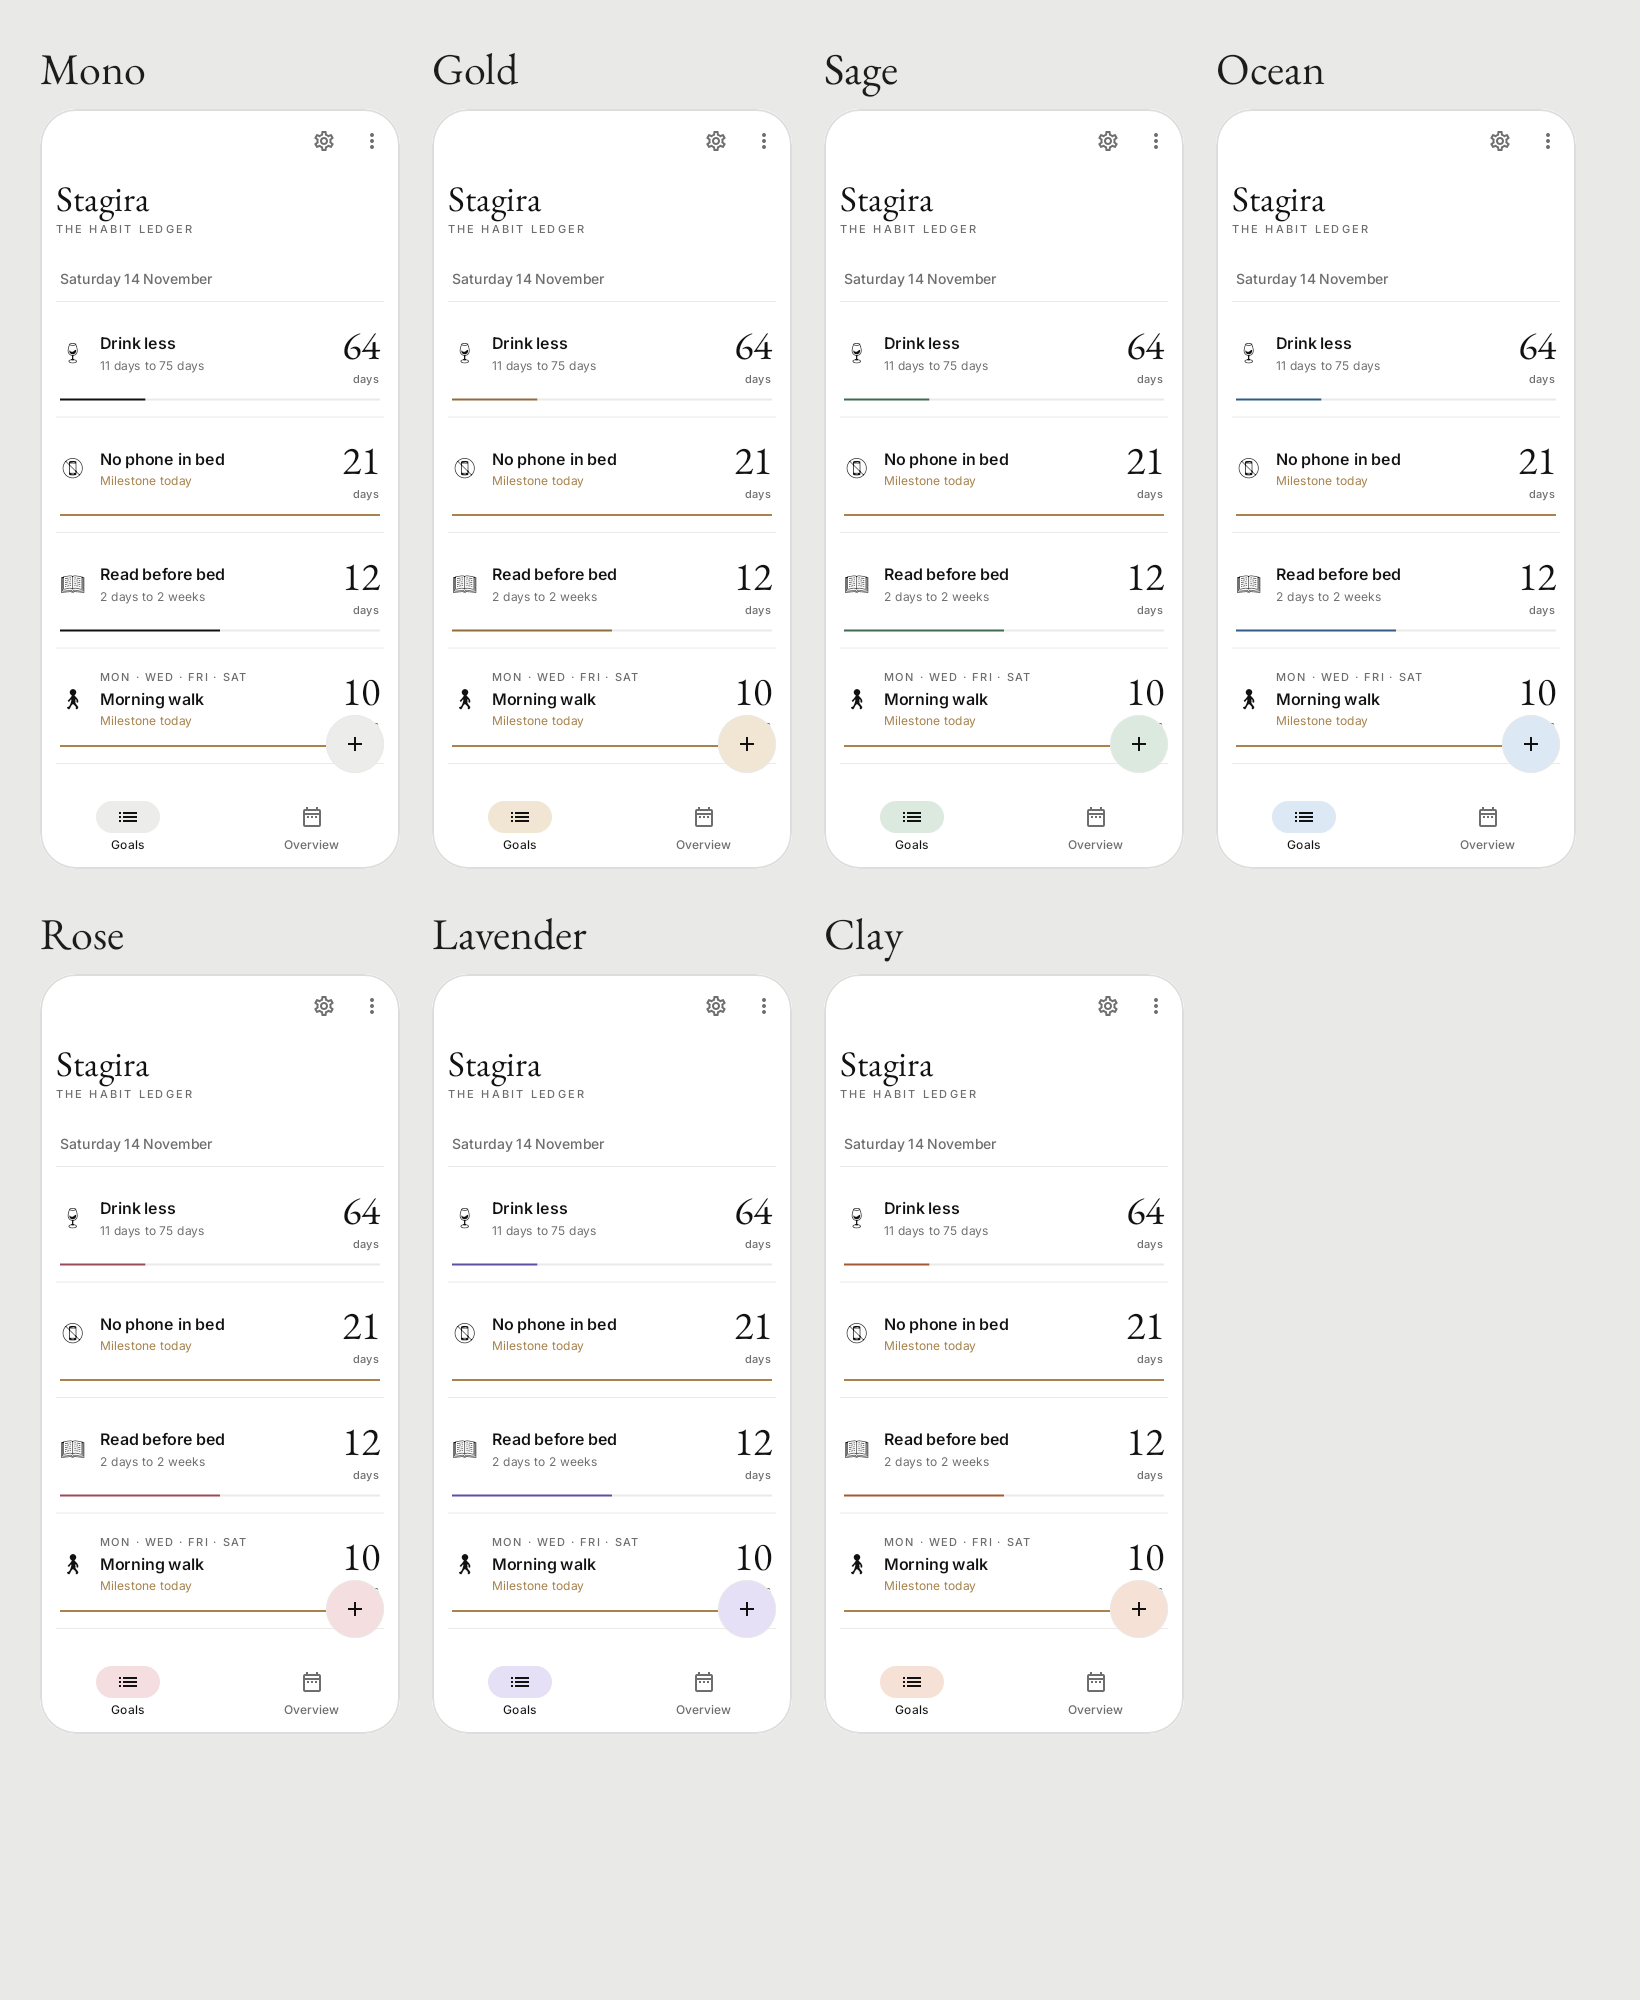 Mono
Stagira
THE HABIT LEDGER
Saturday 14 November
Drink less
11 days to 75 days
64
days
No phone in bed
Milestone today
21
days
Read before bed
2 days to 2 weeks
12
days
MON · WED · FRI · SAT
Morning walk
Milestone today
10
Goals
Overview
Gold
Stagira
THE HABIT LEDGER
Saturday 14 November
Drink less
11 days to 75 days
64
days
No phone in bed
Milestone today
21
days
Read before bed
2 days to 2 weeks
12
days
MON · WED · FRI · SAT
Morning walk
Milestone today
10
Goals
Overview
Sage
Stagira
THE HABIT LEDGER
Saturday 14 November
Drink less
11 days to 75 days
64
days
No phone in bed
Milestone today
21
days
Read before bed
2 days to 2 weeks
12
days
MON · WED · FRI · SAT
Morning walk
Milestone today
10
Goals
Overview
Ocean
Stagira
THE HABIT LEDGER
Saturday 14 November
Drink less
11 days to 75 days
64
days
No phone in bed
Milestone today
21
days
Read before bed
2 days to 2 weeks
12
days
MON · WED · FRI · SAT
Morning walk
Milestone today
10
Goals
Overview
Rose
Stagira
THE HABIT LEDGER
Saturday 14 November
Drink less
11 days to 75 days
64
days
No phone in bed
Milestone today
21
days
Read before bed
2 days to 2 weeks
12
days
MON · WED · FRI · SAT
Morning walk
Milestone today
10
Goals
Overview
Lavender
Stagira
THE HABIT LEDGER
Saturday 14 November
Drink less
11 days to 75 days
64
days
No phone in bed
Milestone today
21
days
Read before bed
2 days to 2 weeks
12
days
MON · WED · FRI · SAT
Morning walk
Milestone today
10
Goals
Overview
Clay
Stagira
THE HABIT LEDGER
Saturday 14 November
Drink less
11 days to 75 days
64
days
No phone in bed
Milestone today
21
days
Read before bed
2 days to 2 weeks
12
days
MON · WED · FRI · SAT
Morning walk
Milestone today
10
Goals
Overview